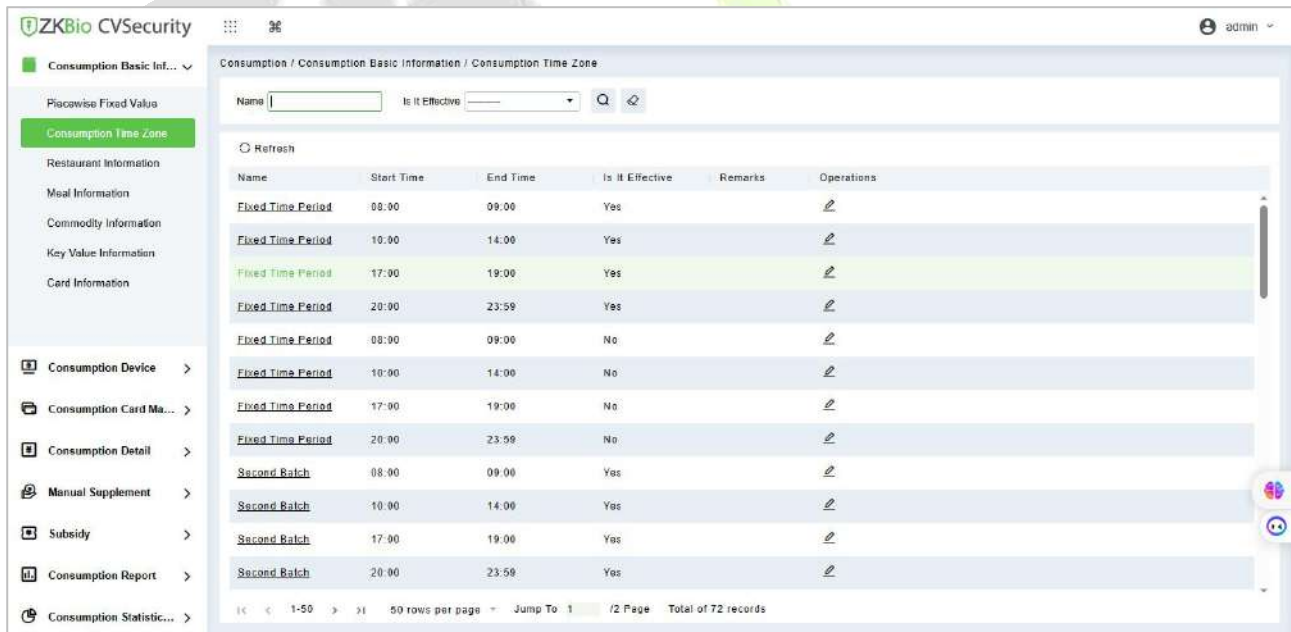 ZKBio CVSecurity
admin
Consumption Basic Inf...
Piecewise Fixed Value
Consumption Time Zone
Restaurant Information
Meal Information
Commodity Information
Key Value Information
Card Information
Consumption Device
Consumption Card Ma...
Consumption Detail
Manual Supplement
Subsidy
Consumption Report
Consumption Statistic...
Consumption / Consumption Basic Information / Consumption Time Zone
Name Is It Effective ---------
Refresh
Name Start Time End Time Is It Effective Remarks Operations
Fixed Time Period 08:00 09:00 Yes
Fixed Time Period 10:00 14:00 Yes
Fixed Time Period 17:00 19:00 Yes
Fixed Time Period 20:00 23:59 Yes
Fixed Time Period 08:00 09:00 No
Fixed Time Period 10:00 14:00 No
Fixed Time Period 17:00 19:00 No
Fixed Time Period 20:00 23:59 No
Second Batch 08:00 09:00 Yes
Second Batch 10:00 14:00 Yes
Second Batch 17:00 19:00 Yes
Second Batch 20:00 23:59 Yes
1-50 50 rows per page Jump To 1 /2 Page Total of 72 records